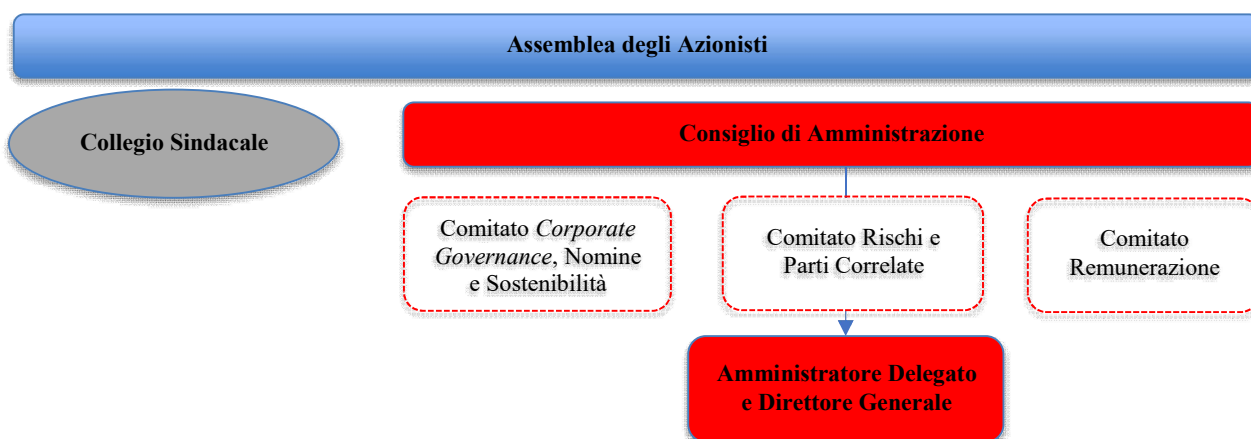 Assemblea degli Azionisti
Collegio Sindacale
Consiglio di Amministrazione
Comitato Corporate
Governance, Nomine
e Sostenibilità
Comitato Rischi e
Parti Correlate
Comitato
Remunerazione
Amministratore Delegato
e Direttore Generale